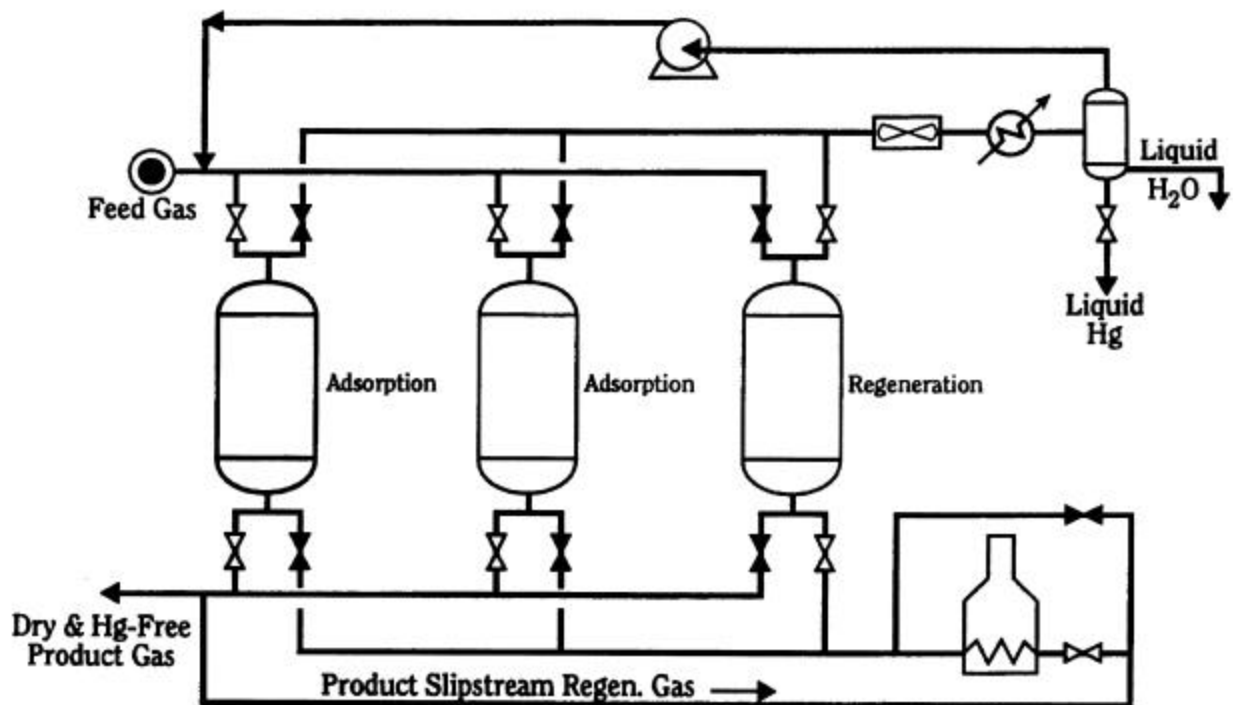 Feed Gas
Liquid
H₂O
Liquid
Hg
Adsorption
Adsorption
Regeneration
Dry & Hg-Free
Product Gas
Product Slipstream Regen. Gas